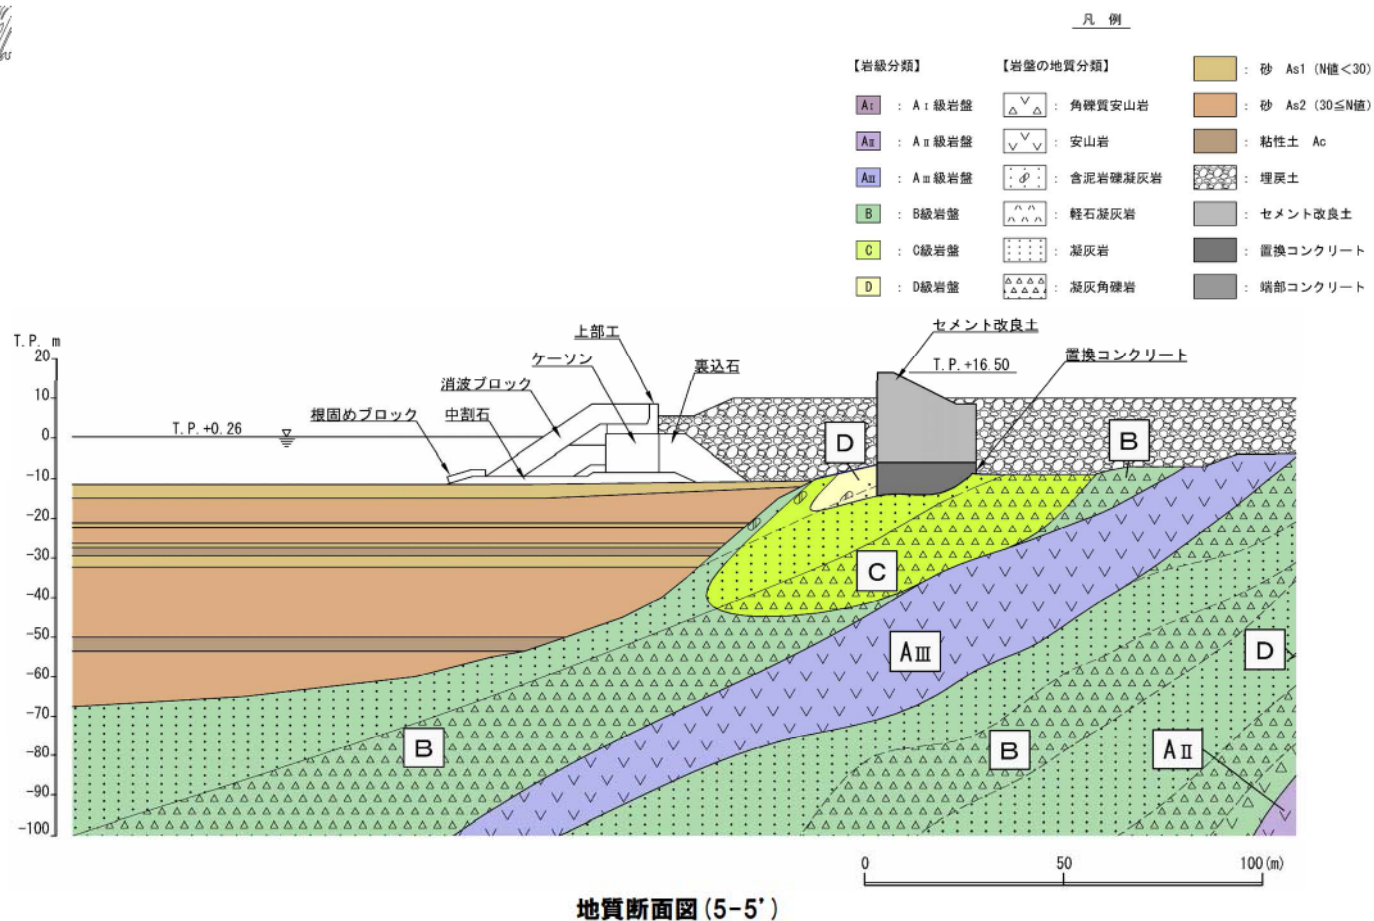 凡 例
【岩級分類】
AⅠ : AⅠ級岩盤
AⅡ : AⅡ級岩盤
AⅢ : AⅢ級岩盤
B : B級岩盤
C : C級岩盤
D : D級岩盤
【岩盤の地質分類】
: 角礫質安山岩
: 安山岩
: 含泥岩礫凝灰岩
: 軽石凝灰岩
: 凝灰岩
: 凝灰角礫岩
: 砂 As1 (N値<30)
: 砂 As2 (30≦N値)
: 粘性土 Ac
: 埋戻土
: セメント改良土
: 置換コンクリート
: 端部コンクリート
T.P. m
20
10
0
-10
-20
-30
-40
-50
-60
-70
-80
-90
-100
T.P.+0.26
根固めブロック
消波ブロック
中割石
ケーソン
上部工
裏込石
セメント改良土
T.P.+16.50
置換コンクリート
D
B
C
AⅢ
D
B
B
AⅡ
0
50
100(m)
地質断面図(5-5')